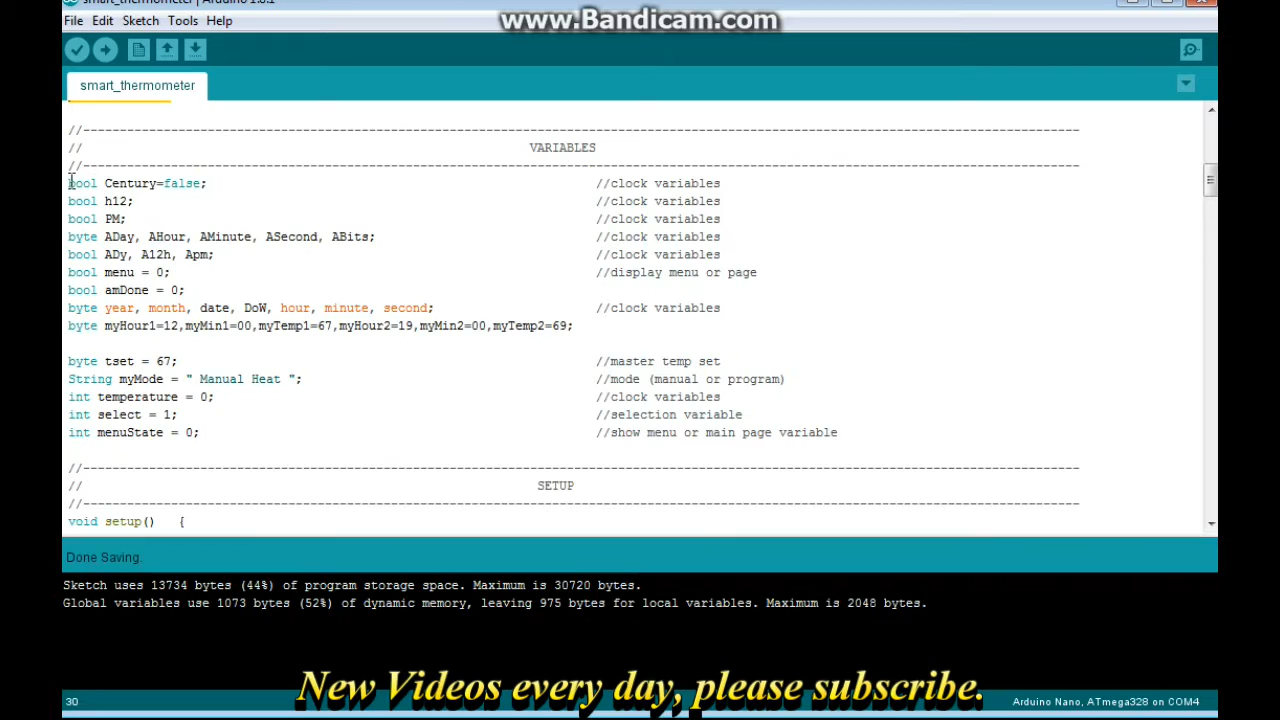 www.Bandicam.com
File Edit Sketch Tools Help
smart_thermometer
//-----------------------------------------------------------------------------------------------------------------------------------------
// VARIABLES
//-----------------------------------------------------------------------------------------------------------------------------------------
bool Century=false; //clock variables
bool h12; //clock variables
bool PM; //clock variables
byte ADay, AHour, AMinute, ASecond, ABits; //clock variables
bool ADy, A12h, Apm; //clock variables
bool menu = 0; //display menu or page
bool amDone = 0;
byte year, month, date, DoW, hour, minute, second; //clock variables
byte myHour1=12,myMin1=00,myTemp1=67,myHour2=19,myMin2=00,myTemp2=69;
byte tset = 67; //master temp set
String myMode = " Manual Heat "; //mode (manual or program)
int temperature = 0; //clock variables
int select = 1; //selection variable
int menuState = 0; //show menu or main page variable
//-----------------------------------------------------------------------------------------------------------------------------------------
// SETUP
//-----------------------------------------------------------------------------------------------------------------------------------------
void setup() {
Done Saving.
Sketch uses 13734 bytes (44%) of program storage space. Maximum is 30720 bytes.
Global variables use 1073 bytes (52%) of dynamic memory, leaving 975 bytes for local variables. Maximum is 2048 bytes.
New Videos every day, please subscribe.
30 Arduino Nano, ATmega328 on COM4